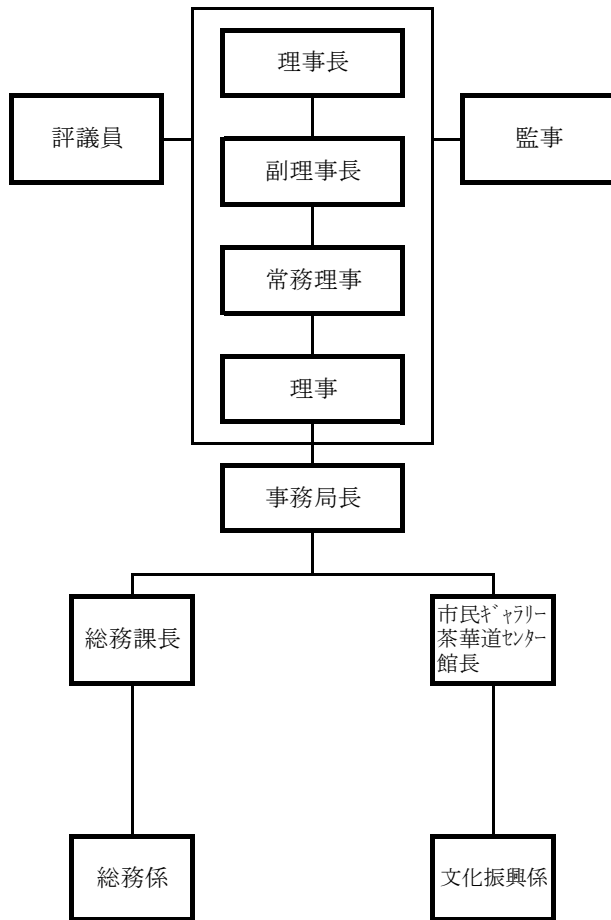 理事長
評議員
監事
副理事長
常務理事
理事
事務局長
総務課長
市民ｷﾞｬﾗﾘｰ
茶華道ｾﾝﾀｰ
館長
総務係
文化振興係